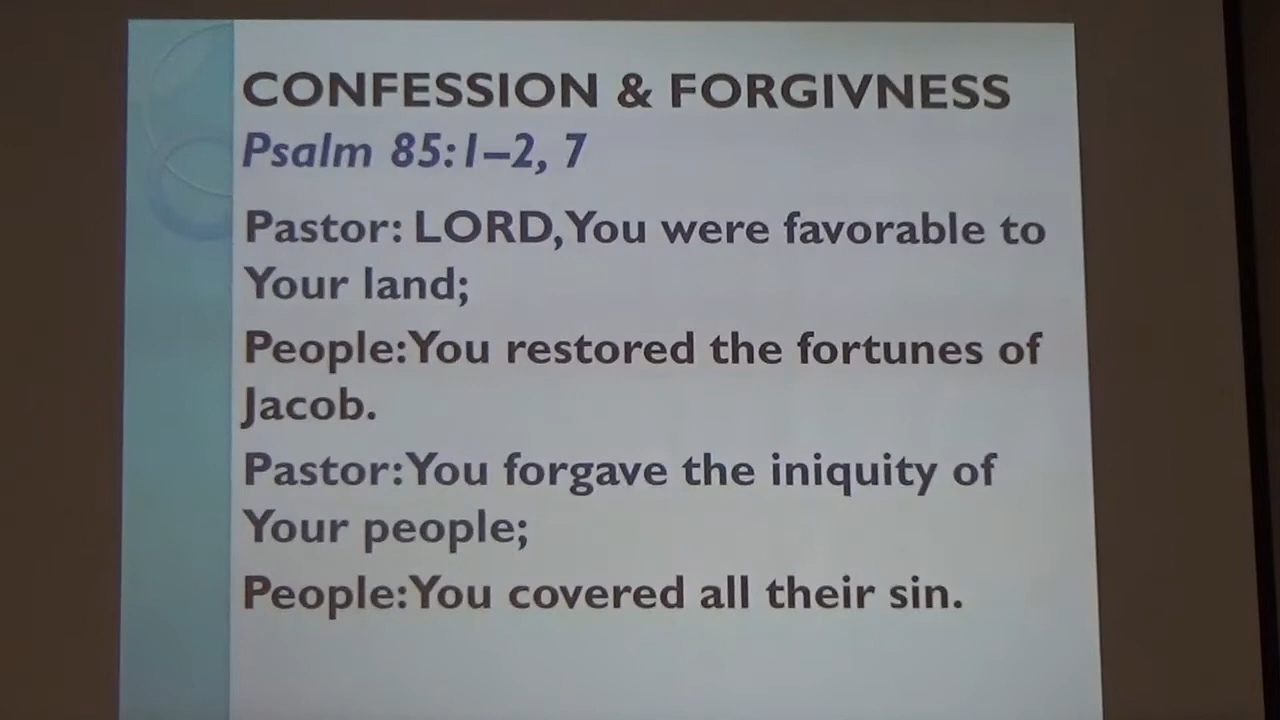 CONFESSION & FORGIVNESS
Psalm 85:1–2, 7
Pastor: LORD, You were favorable to
Your land;
People: You restored the fortunes of
Jacob.
Pastor: You forgave the iniquity of
Your people;
People: You covered all their sin.